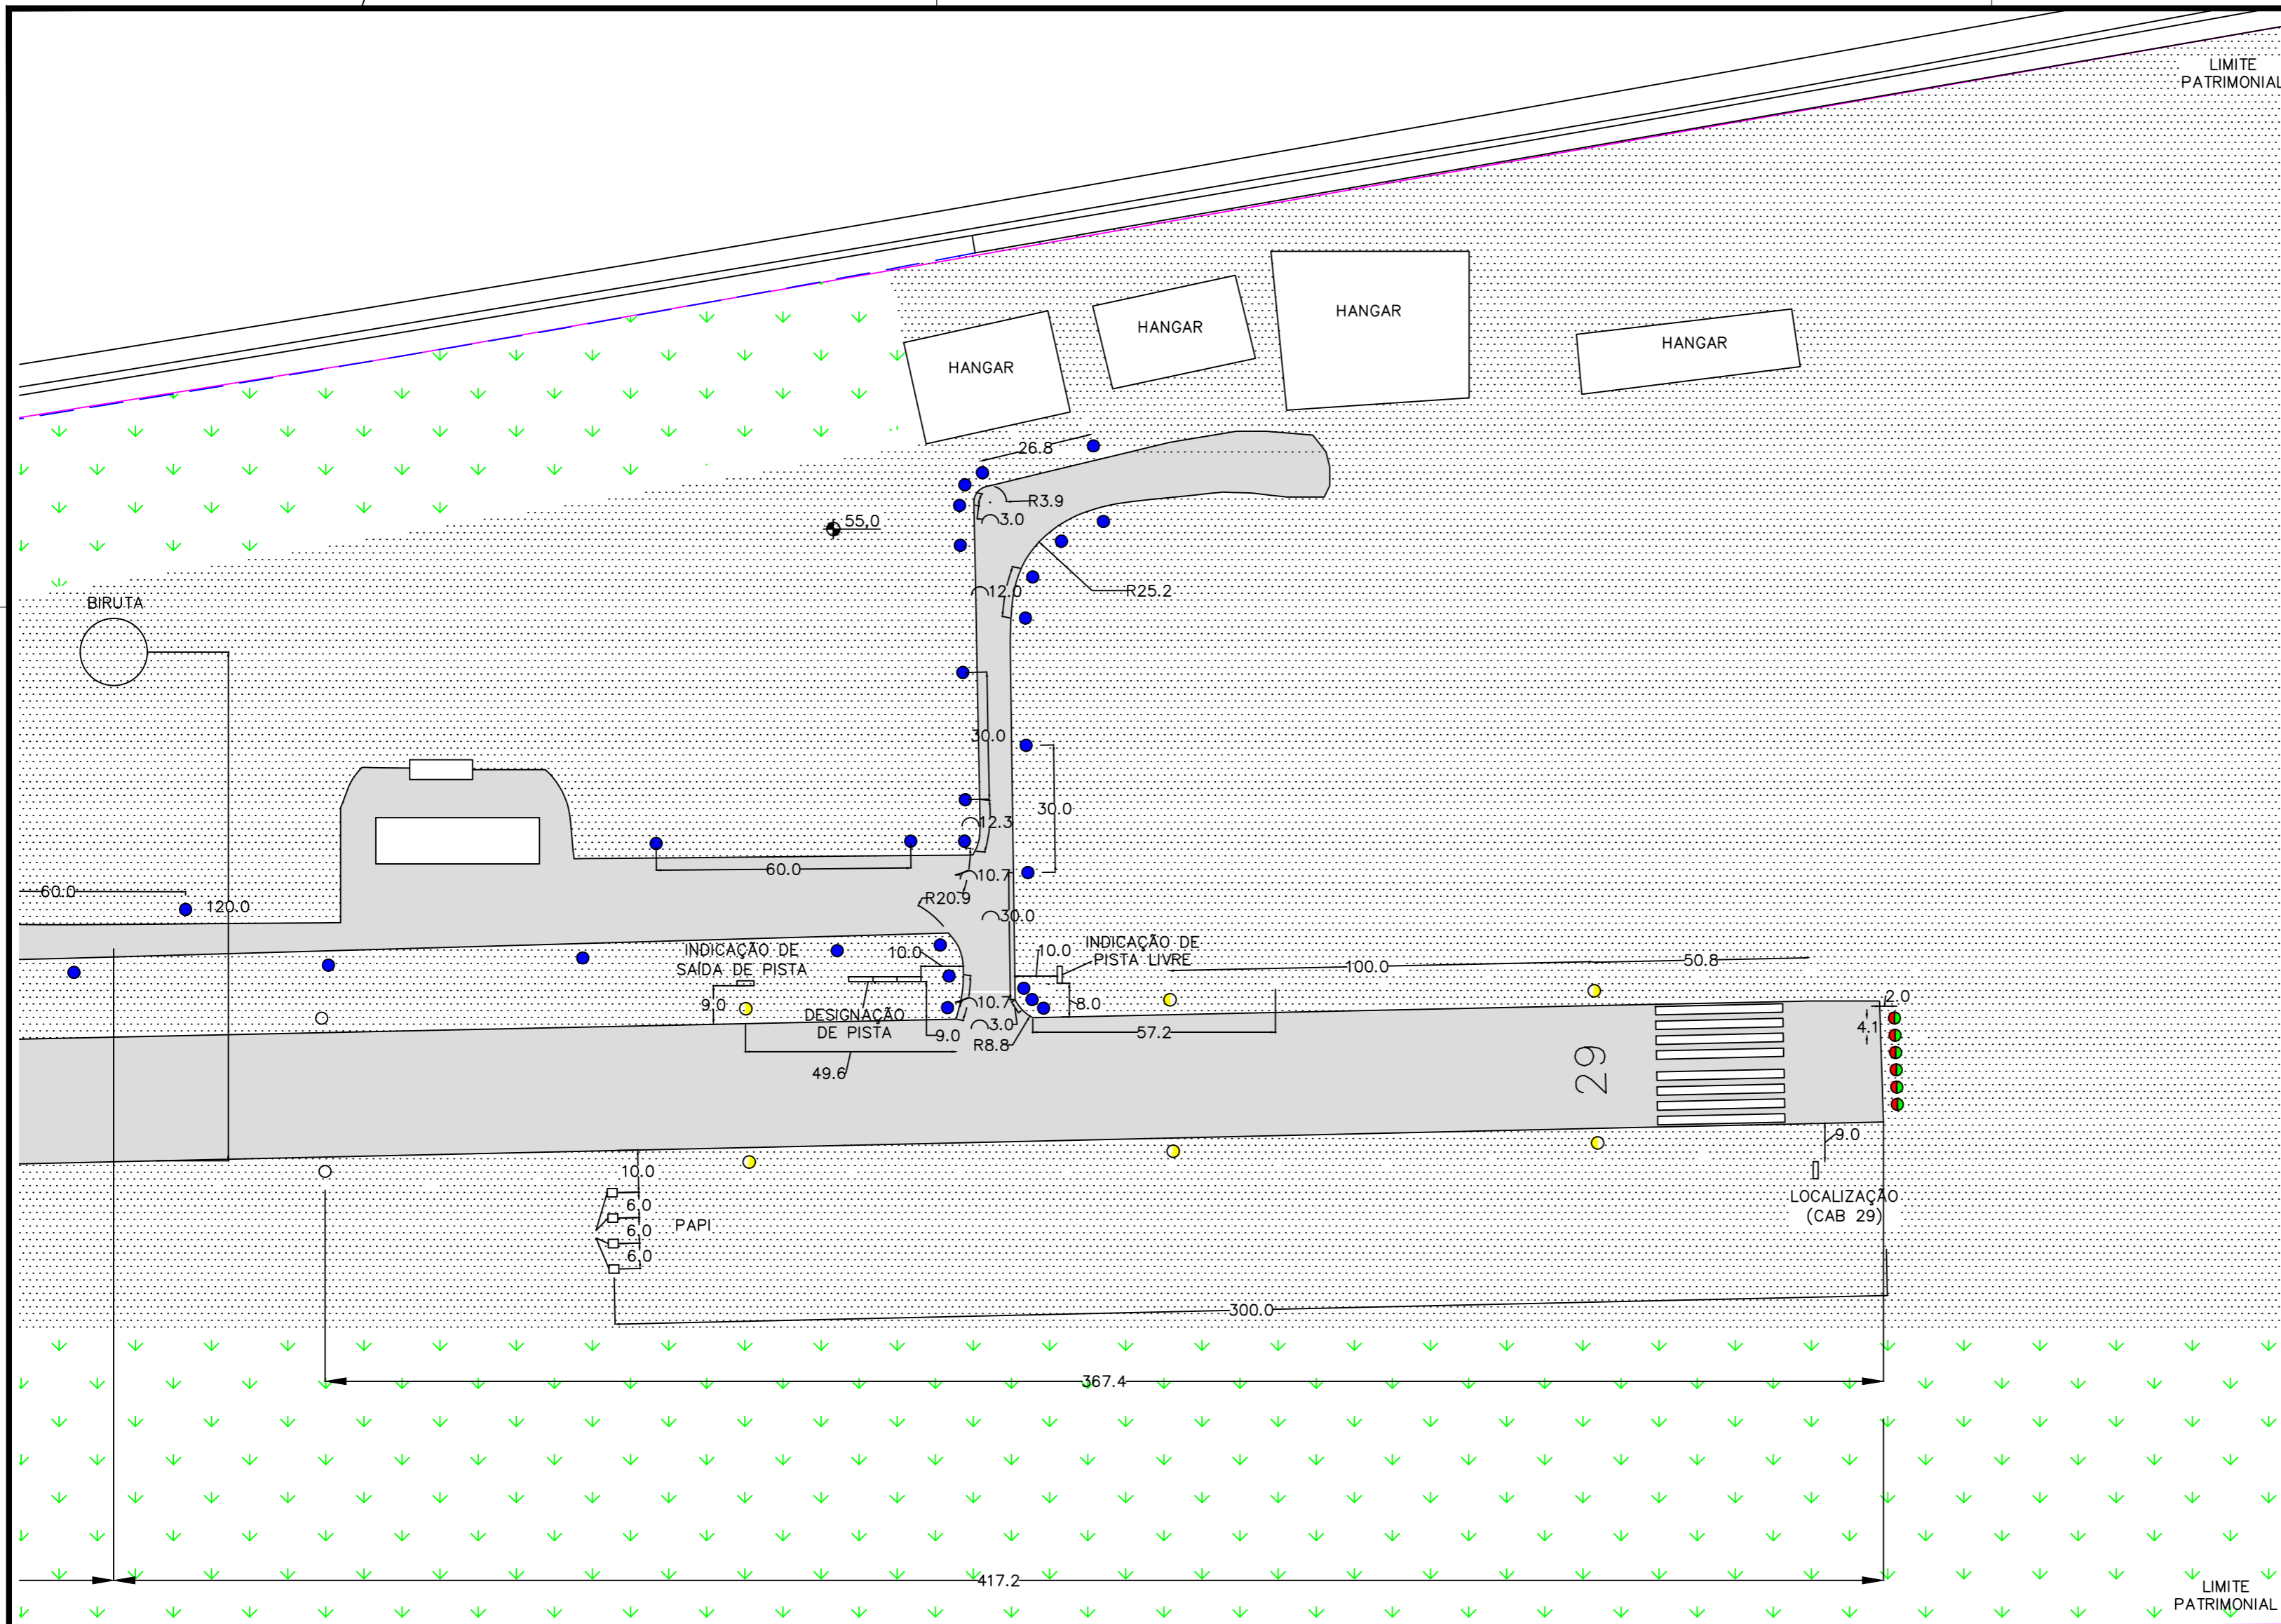 LIMITE
PATRIMONIAL
HANGAR
HANGAR
HANGAR
HANGAR
26.8
R3.9
3.0
55,0
12.0
R25.2
BIRUTA
30.0
30.0
12.3
60.0
10.7
R20.9
30.0
60.0
120.0
INDICAÇÃO DE
SAÍDA DE PISTA
10.0
10.0
INDICAÇÃO DE
PISTA LIVRE
100.0
50.8
9.0
DESIGNAÇÃO
DE PISTA
9.0
10.7
3.0
R8.8
8.0
57.2
49.6
2.0
4.1
29
9.0
LOCALIZAÇÃO
(CAB 29)
10.0
6.0
6.0
6.0
PAPI
300.0
367.4
417.2
LIMITE
PATRIMONIAL